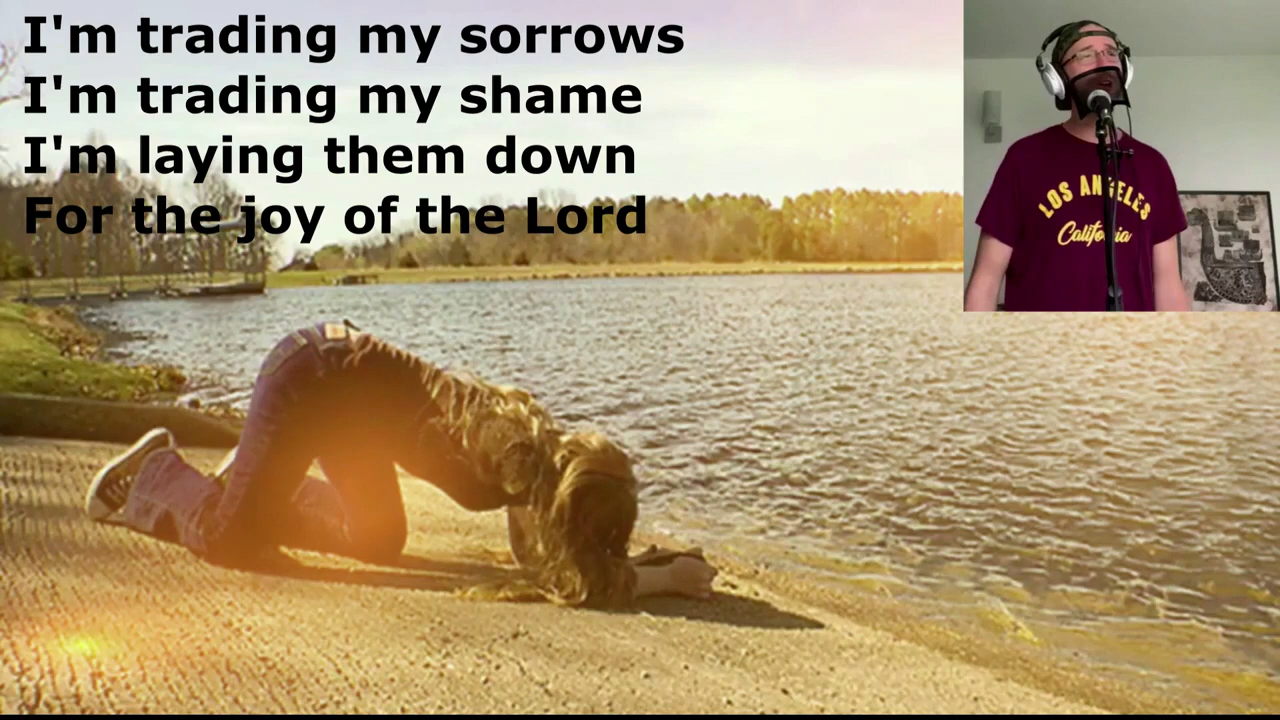 I'm trading my sorrows
I'm trading my shame
I'm laying them down
For the joy of the Lord
LOS ANGELES
California